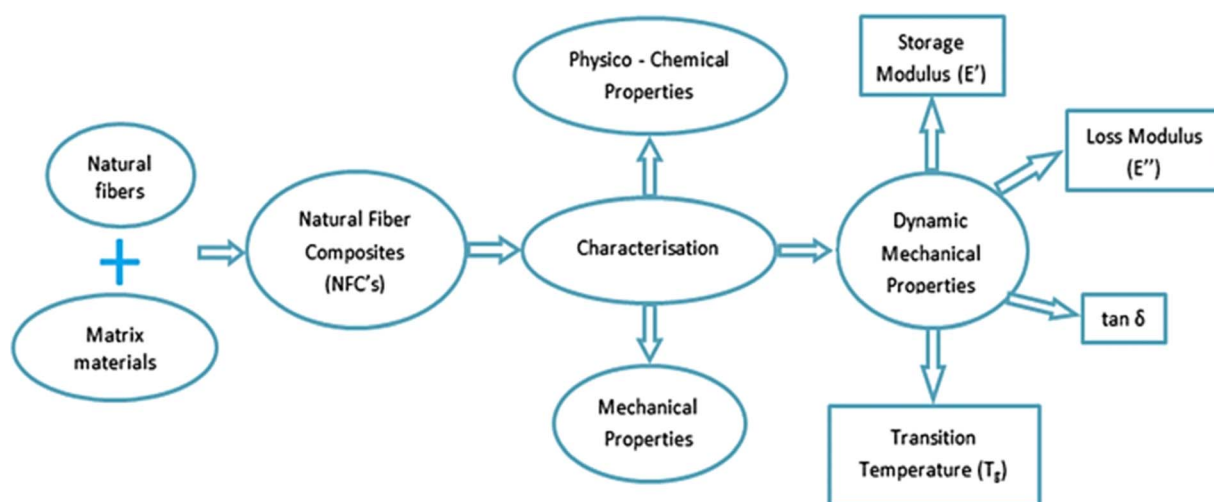 Natural
fibers
+
Matrix
materials
Natural Fiber
Composites
(NFC's)
Physico - Chemical
Properties
Characterisation
Mechanical
Properties
Dynamic
Mechanical
Properties
Storage
Modulus (E')
Loss Modulus
(E'')
tan δ
Transition
Temperature (Tg)